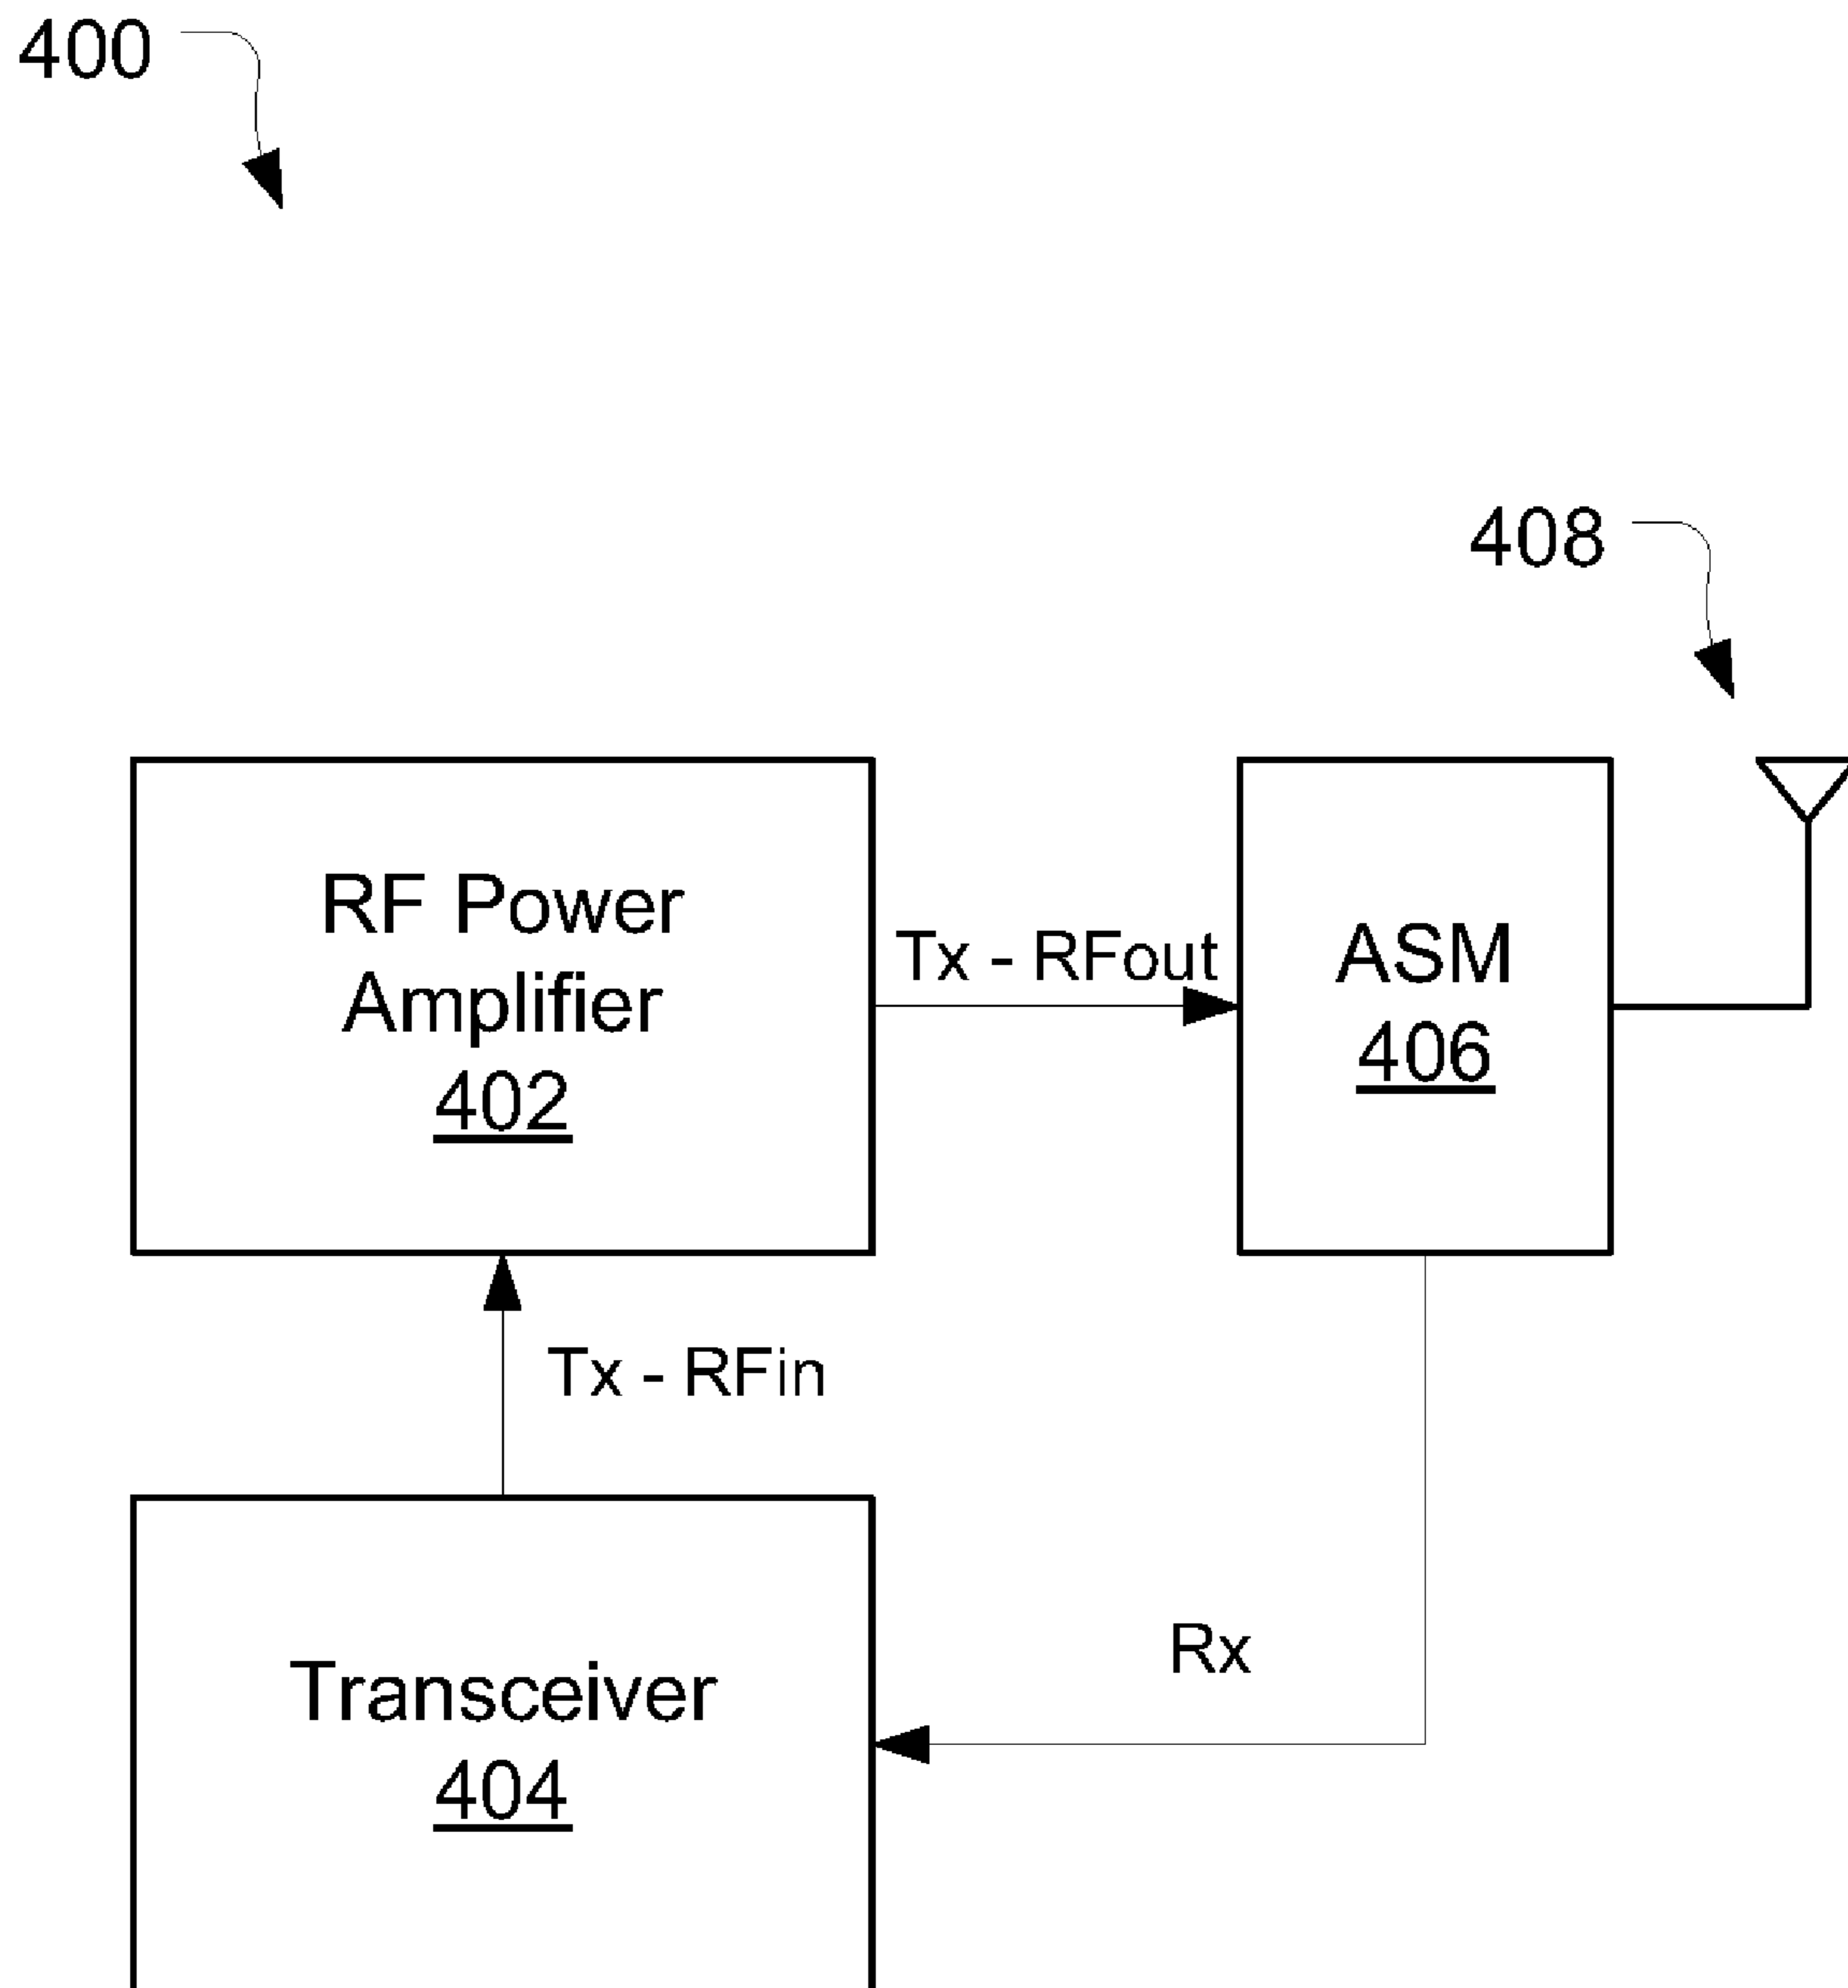 400
408
RF Power
Amplifier
402
Tx - RFout
ASM
406
Tx - RFin
Rx
Transceiver
404